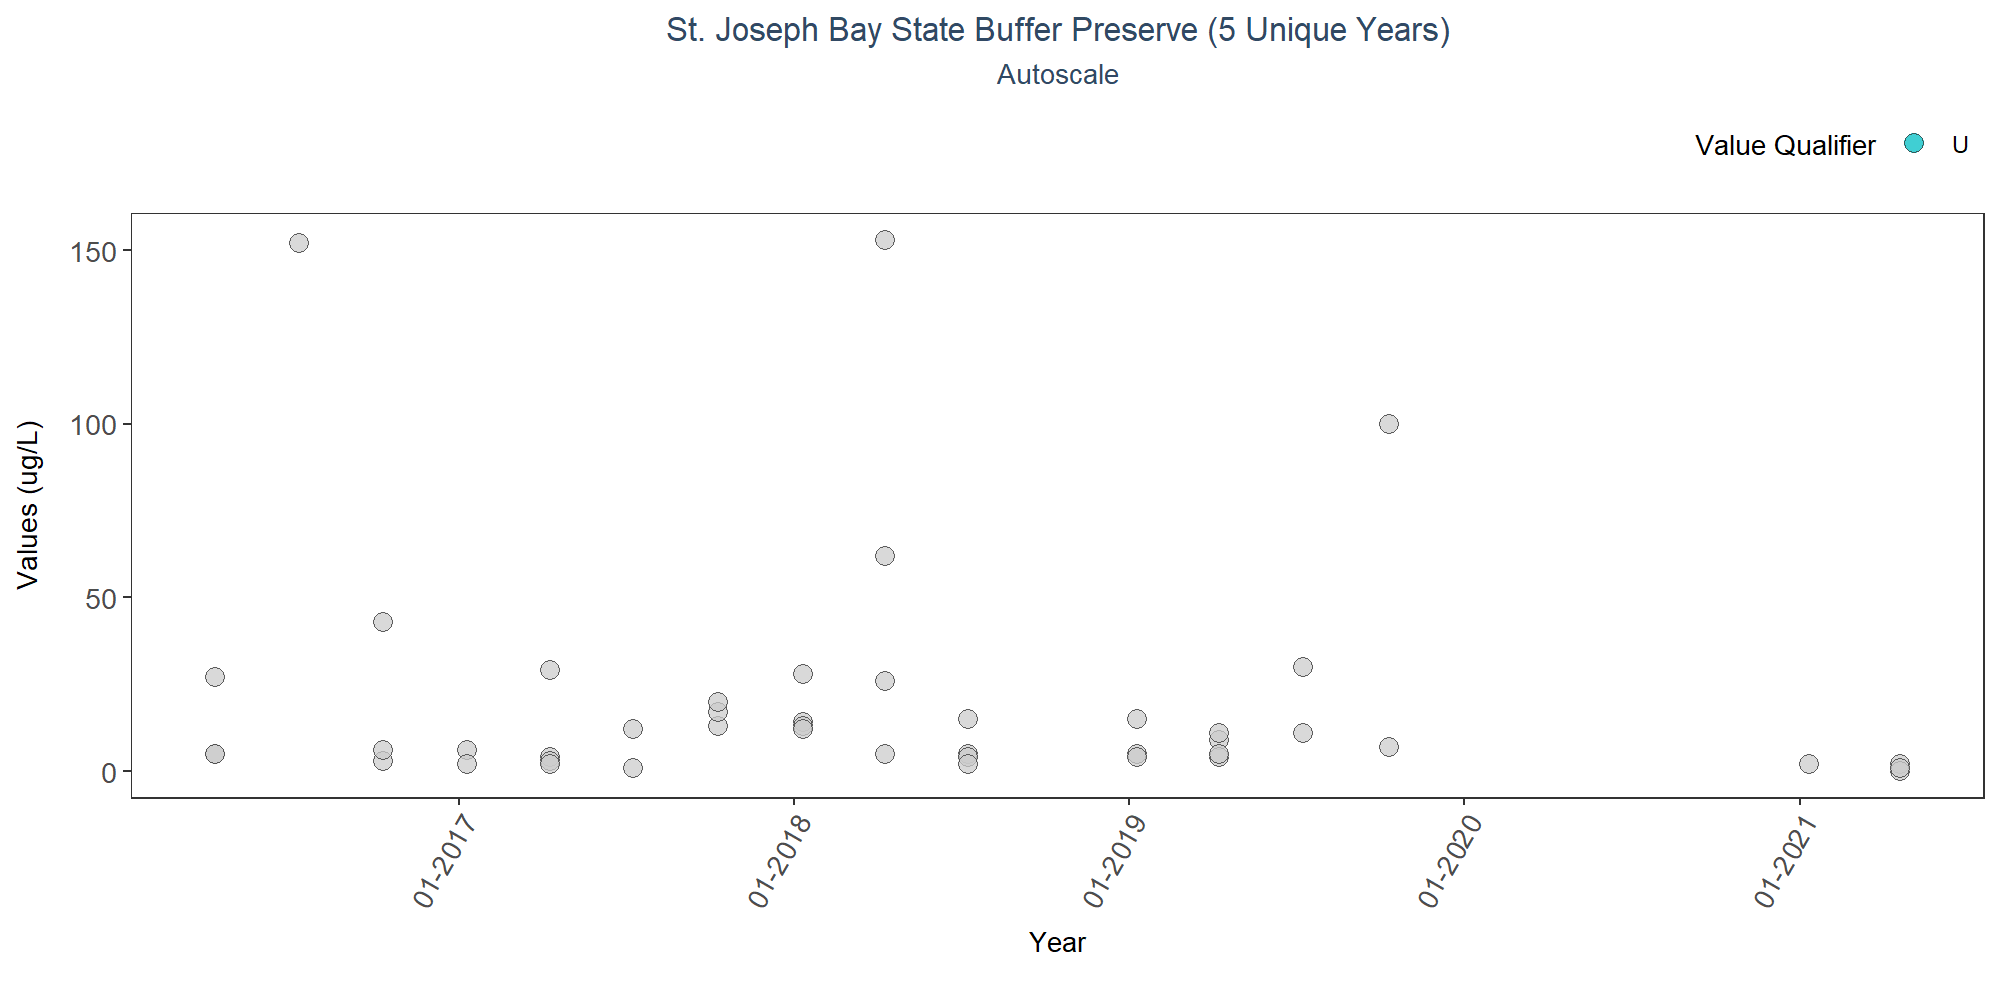 St. Joseph Bay State Buffer Preserve (5 Unique Years)
Autoscale
Value Qualifier U
150
100
50
0
Values (ug/L)
01-2017 01-2018 01-2019 01-2020 01-2021
Year